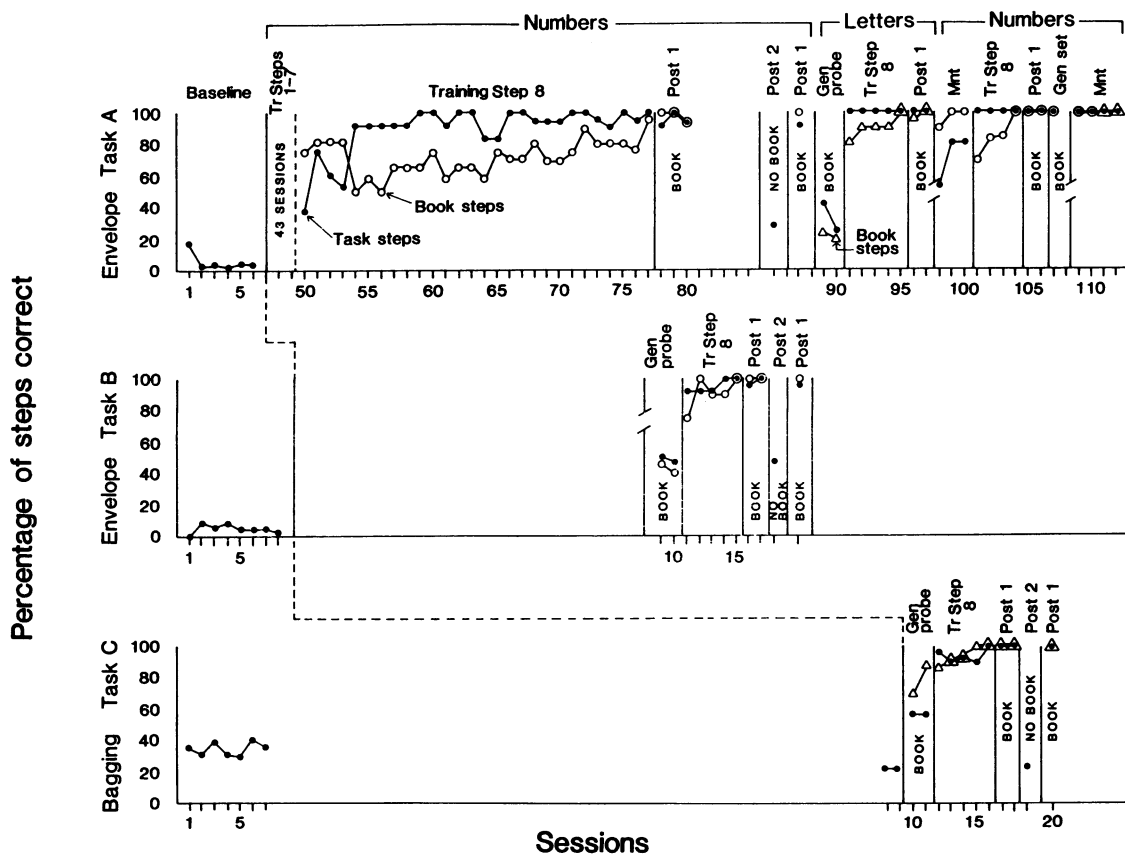 Numbers
Letters
Numbers
Baseline
Tr Steps
1-7
Training Step 8
Post 1
Post 2
Post 1
Gen
probe
Tr Step
8
Post 1
Mnt
Tr Step
8
Post 1
Gen set
Mnt
Envelope Task A
100
80
60
40
20
0
43 SESSIONS
Book steps
Task steps
BOOK
NO BOOK
BOOK
BOOK
Book
steps
BOOK
BOOK
BOOK
1
5
50
55
60
65
70
75
80
90
95
100
105
110
Percentage of steps correct
Gen
probe
Tr Step
8
Post 1
Post 2
Post 1
Envelope Task B
100
80
60
40
20
0
BOOK
BOOK
NO
BOOK
BOOK
1
5
10
15
Gen
probe
Tr Step
8
Post 1
Post 2
Post 1
Bagging Task C
100
80
60
40
20
0
BOOK
BOOK
NO BOOK
BOOK
1
5
10
15
20
Sessions